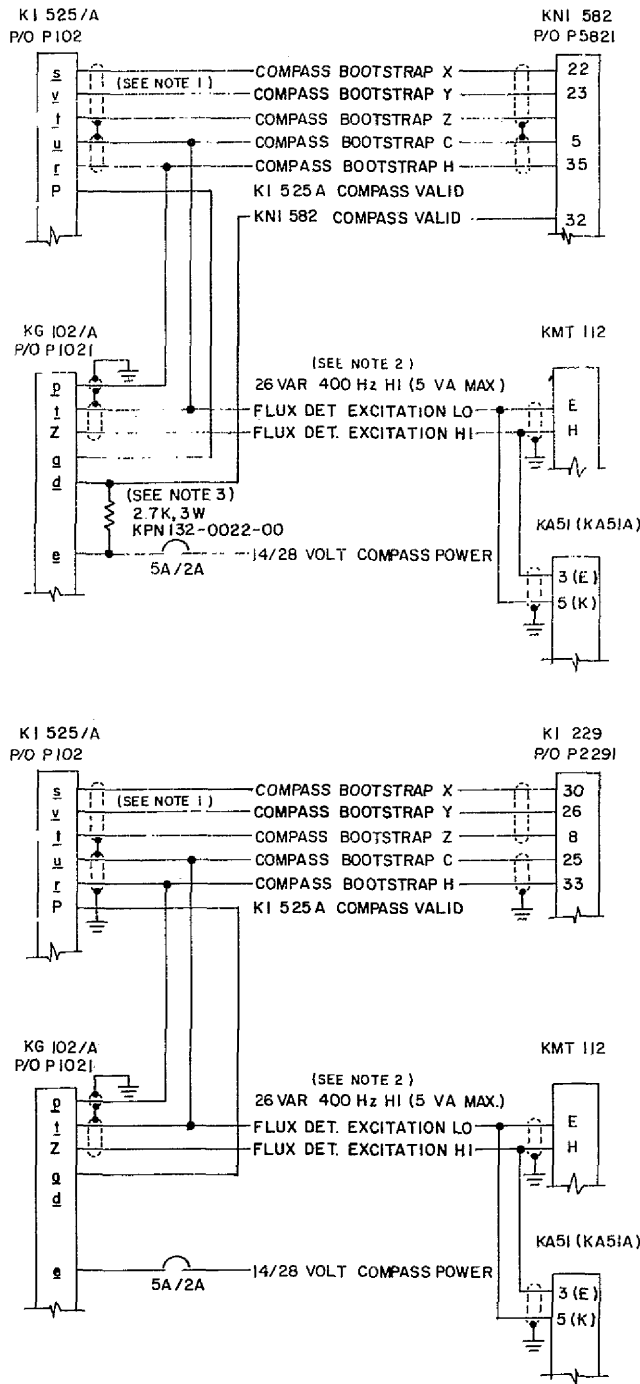 KI 525/A KNI 582
P/O P102 P/O P5821
s (SEE NOTE 1) COMPASS BOOTSTRAP X 22
v COMPASS BOOTSTRAP Y 23
t COMPASS BOOTSTRAP Z
u COMPASS BOOTSTRAP C 5
r COMPASS BOOTSTRAP H 35
P KI 525A COMPASS VALID
KNI 582 COMPASS VALID 32
KG 102/A KMT 112
P/O P1021
(SEE NOTE 2)
p 26 VAR 400 Hz HI (5 VA MAX.)
t FLUX DET. EXCITATION LO E
Z FLUX DET. EXCITATION HI H
g
d
(SEE NOTE 3)
2.7K, 3W
KPN 132-0022-00
KA51 (KA51A)
e 14/28 VOLT COMPASS POWER
5A/2A
3 (E)
5 (K)
KI 525/A KI 229
P/O P102 P/O P2291
s (SEE NOTE 1) COMPASS BOOTSTRAP X 30
v COMPASS BOOTSTRAP Y 26
t COMPASS BOOTSTRAP Z 8
u COMPASS BOOTSTRAP C 25
r COMPASS BOOTSTRAP H 33
P KI 525A COMPASS VALID
KG 102/A KMT 112
P/O P1021
(SEE NOTE 2)
p 26 VAR 400 Hz HI (5 VA MAX.)
t FLUX DET. EXCITATION LO E
Z FLUX DET. EXCITATION HI H
g
d
KA51 (KA51A)
e 14/28 VOLT COMPASS POWER
5A/2A
3 (E)
5 (K)